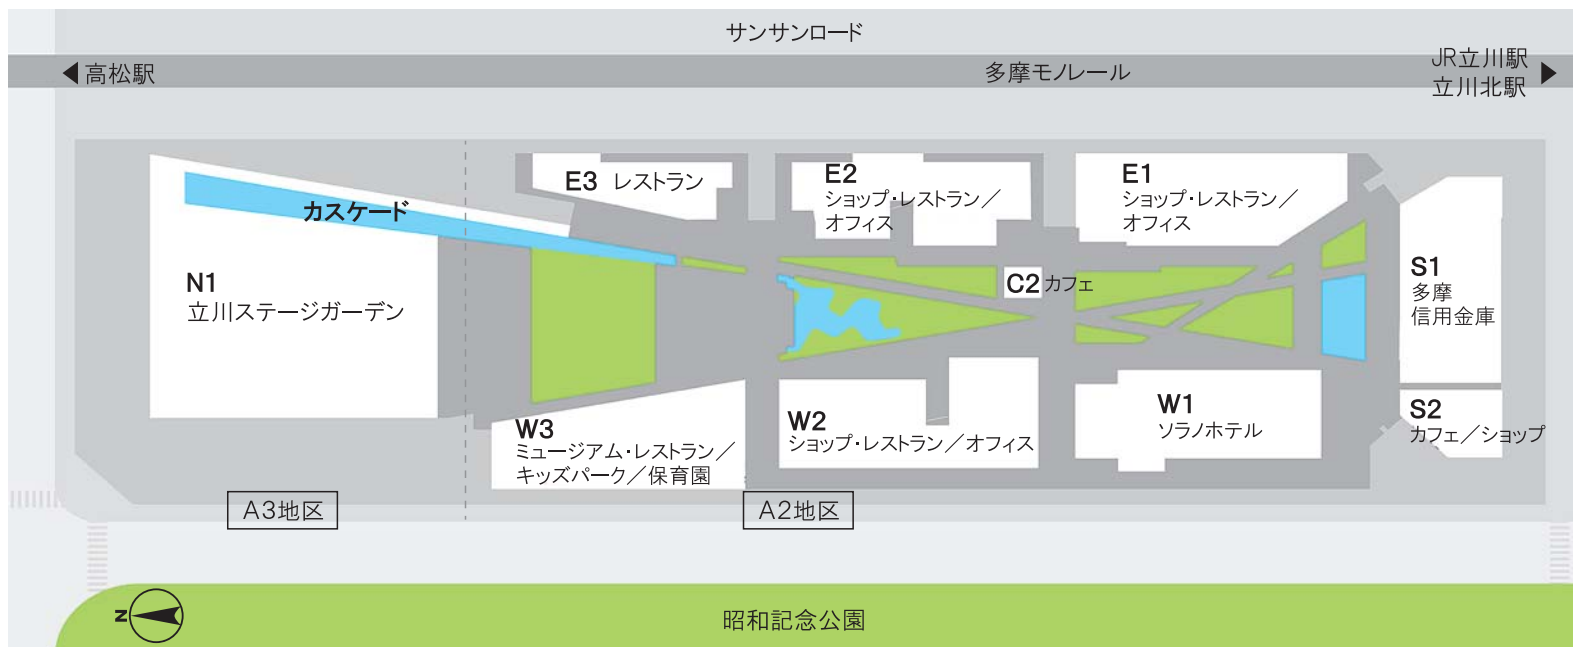 サンサンロード
高松駅
多摩モノレール
JR立川駅
立川北駅
E3 レストラン
E2
ショップ・レストラン／
オフィス
E1
ショップ・レストラン／
オフィス
カスケード
N1
立川ステージガーデン
C2 カフェ
S1
多摩
信用金庫
W3
ミュージアム・レストラン／
キッズパーク／保育園
W2
ショップ・レストラン／オフィス
W1
ソラノホテル
S2
カフェ／ショップ
A3地区
A2地区
N
昭和記念公園